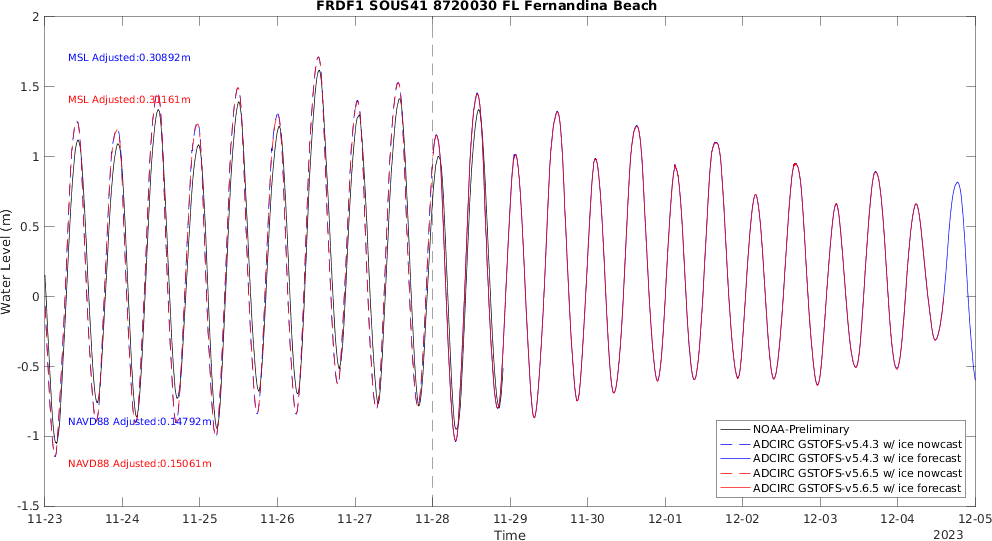 FRDF1 SOUS41 8720030 FL Fernandina Beach
2
1.5
1
0.5
0
-0.5
-1
-1.5
Water Level (m)
MSL Adjusted:0.30892m
MSL Adjusted:0.31161m
NAVD88 Adjusted:0.14792m
NAVD88 Adjusted:0.15061m
NOAA-Preliminary
ADCIRC GSTOFS-v5.4.3 w/ ice nowcast
ADCIRC GSTOFS-v5.4.3 w/ ice forecast
ADCIRC GSTOFS-v5.6.5 w/ ice nowcast
ADCIRC GSTOFS-v5.6.5 w/ ice forecast
11-23 11-24 11-25 11-26 11-27 11-28 11-29 11-30 12-01 12-02 12-03 12-04 12-05
Time
2023